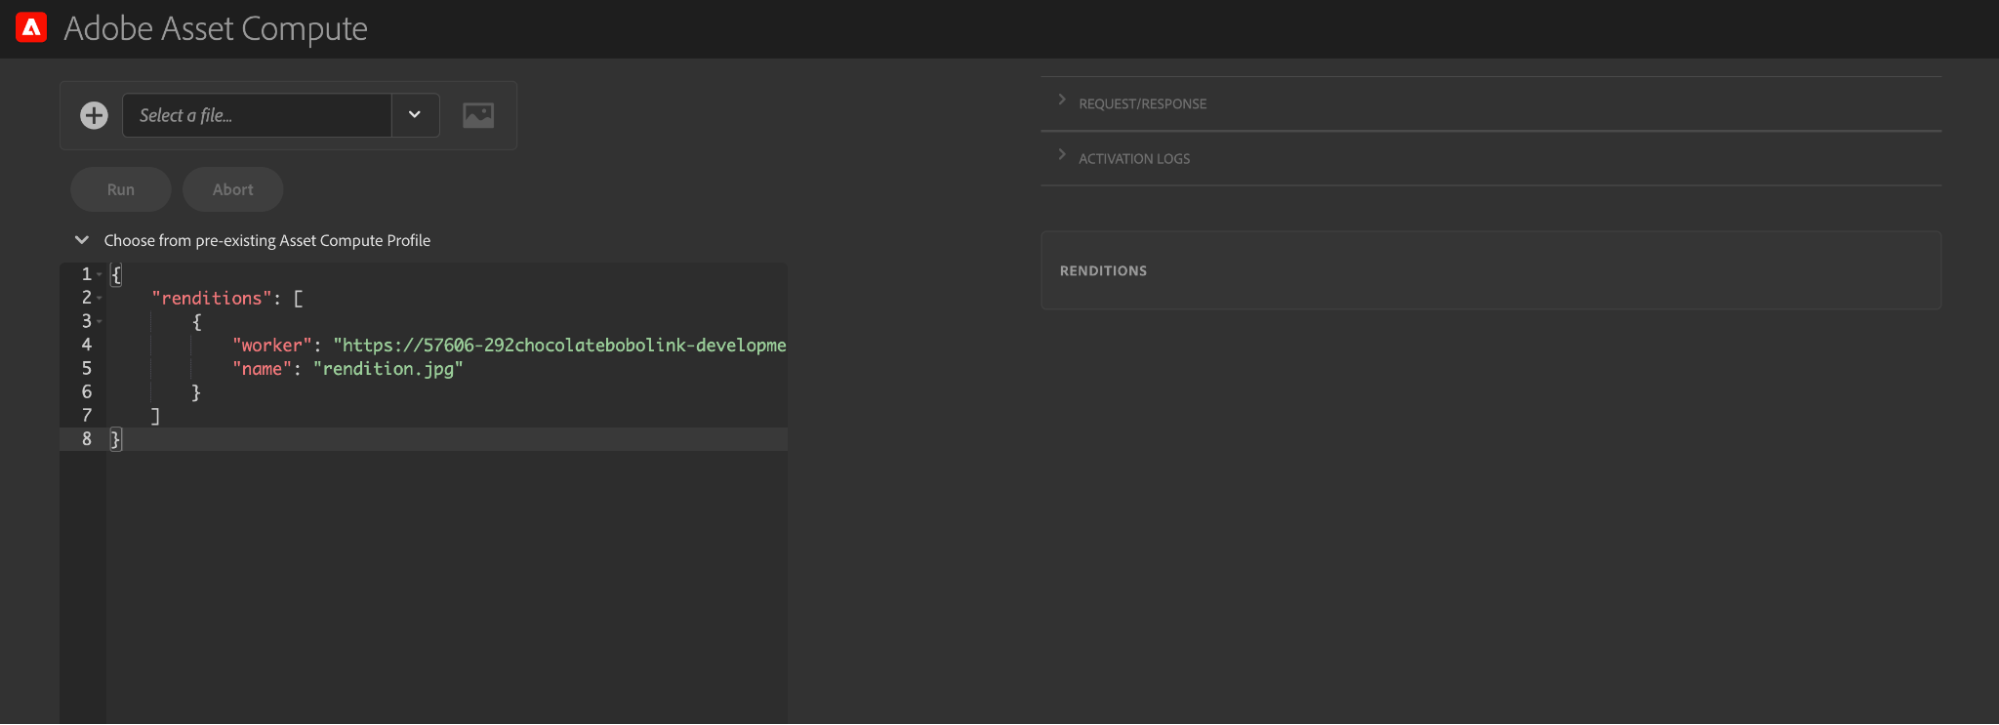 Adobe Asset Compute
Select a file...
Run Abort
Choose from pre-existing Asset Compute Profile
1 {
2 "renditions": [
3 {
4 "worker": "https://57606-292chocolatebobolink-developme
5 "name": "rendition.jpg"
6 }
7 ]
8 }
REQUEST/RESPONSE
ACTIVATION LOGS
RENDITIONS